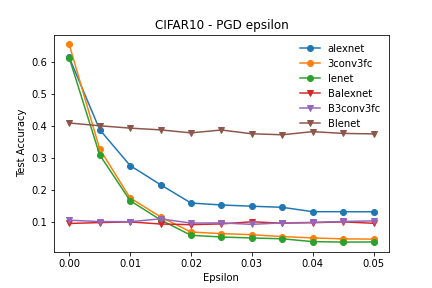 CIFAR10 - PGD epsilon
Test Accuracy
0.6
0.5
0.4
0.3
0.2
0.1
alexnet
3conv3fc
lenet
Balexnet
B3conv3fc
Blenet
0.00 0.01 0.02 0.03 0.04 0.05
Epsilon